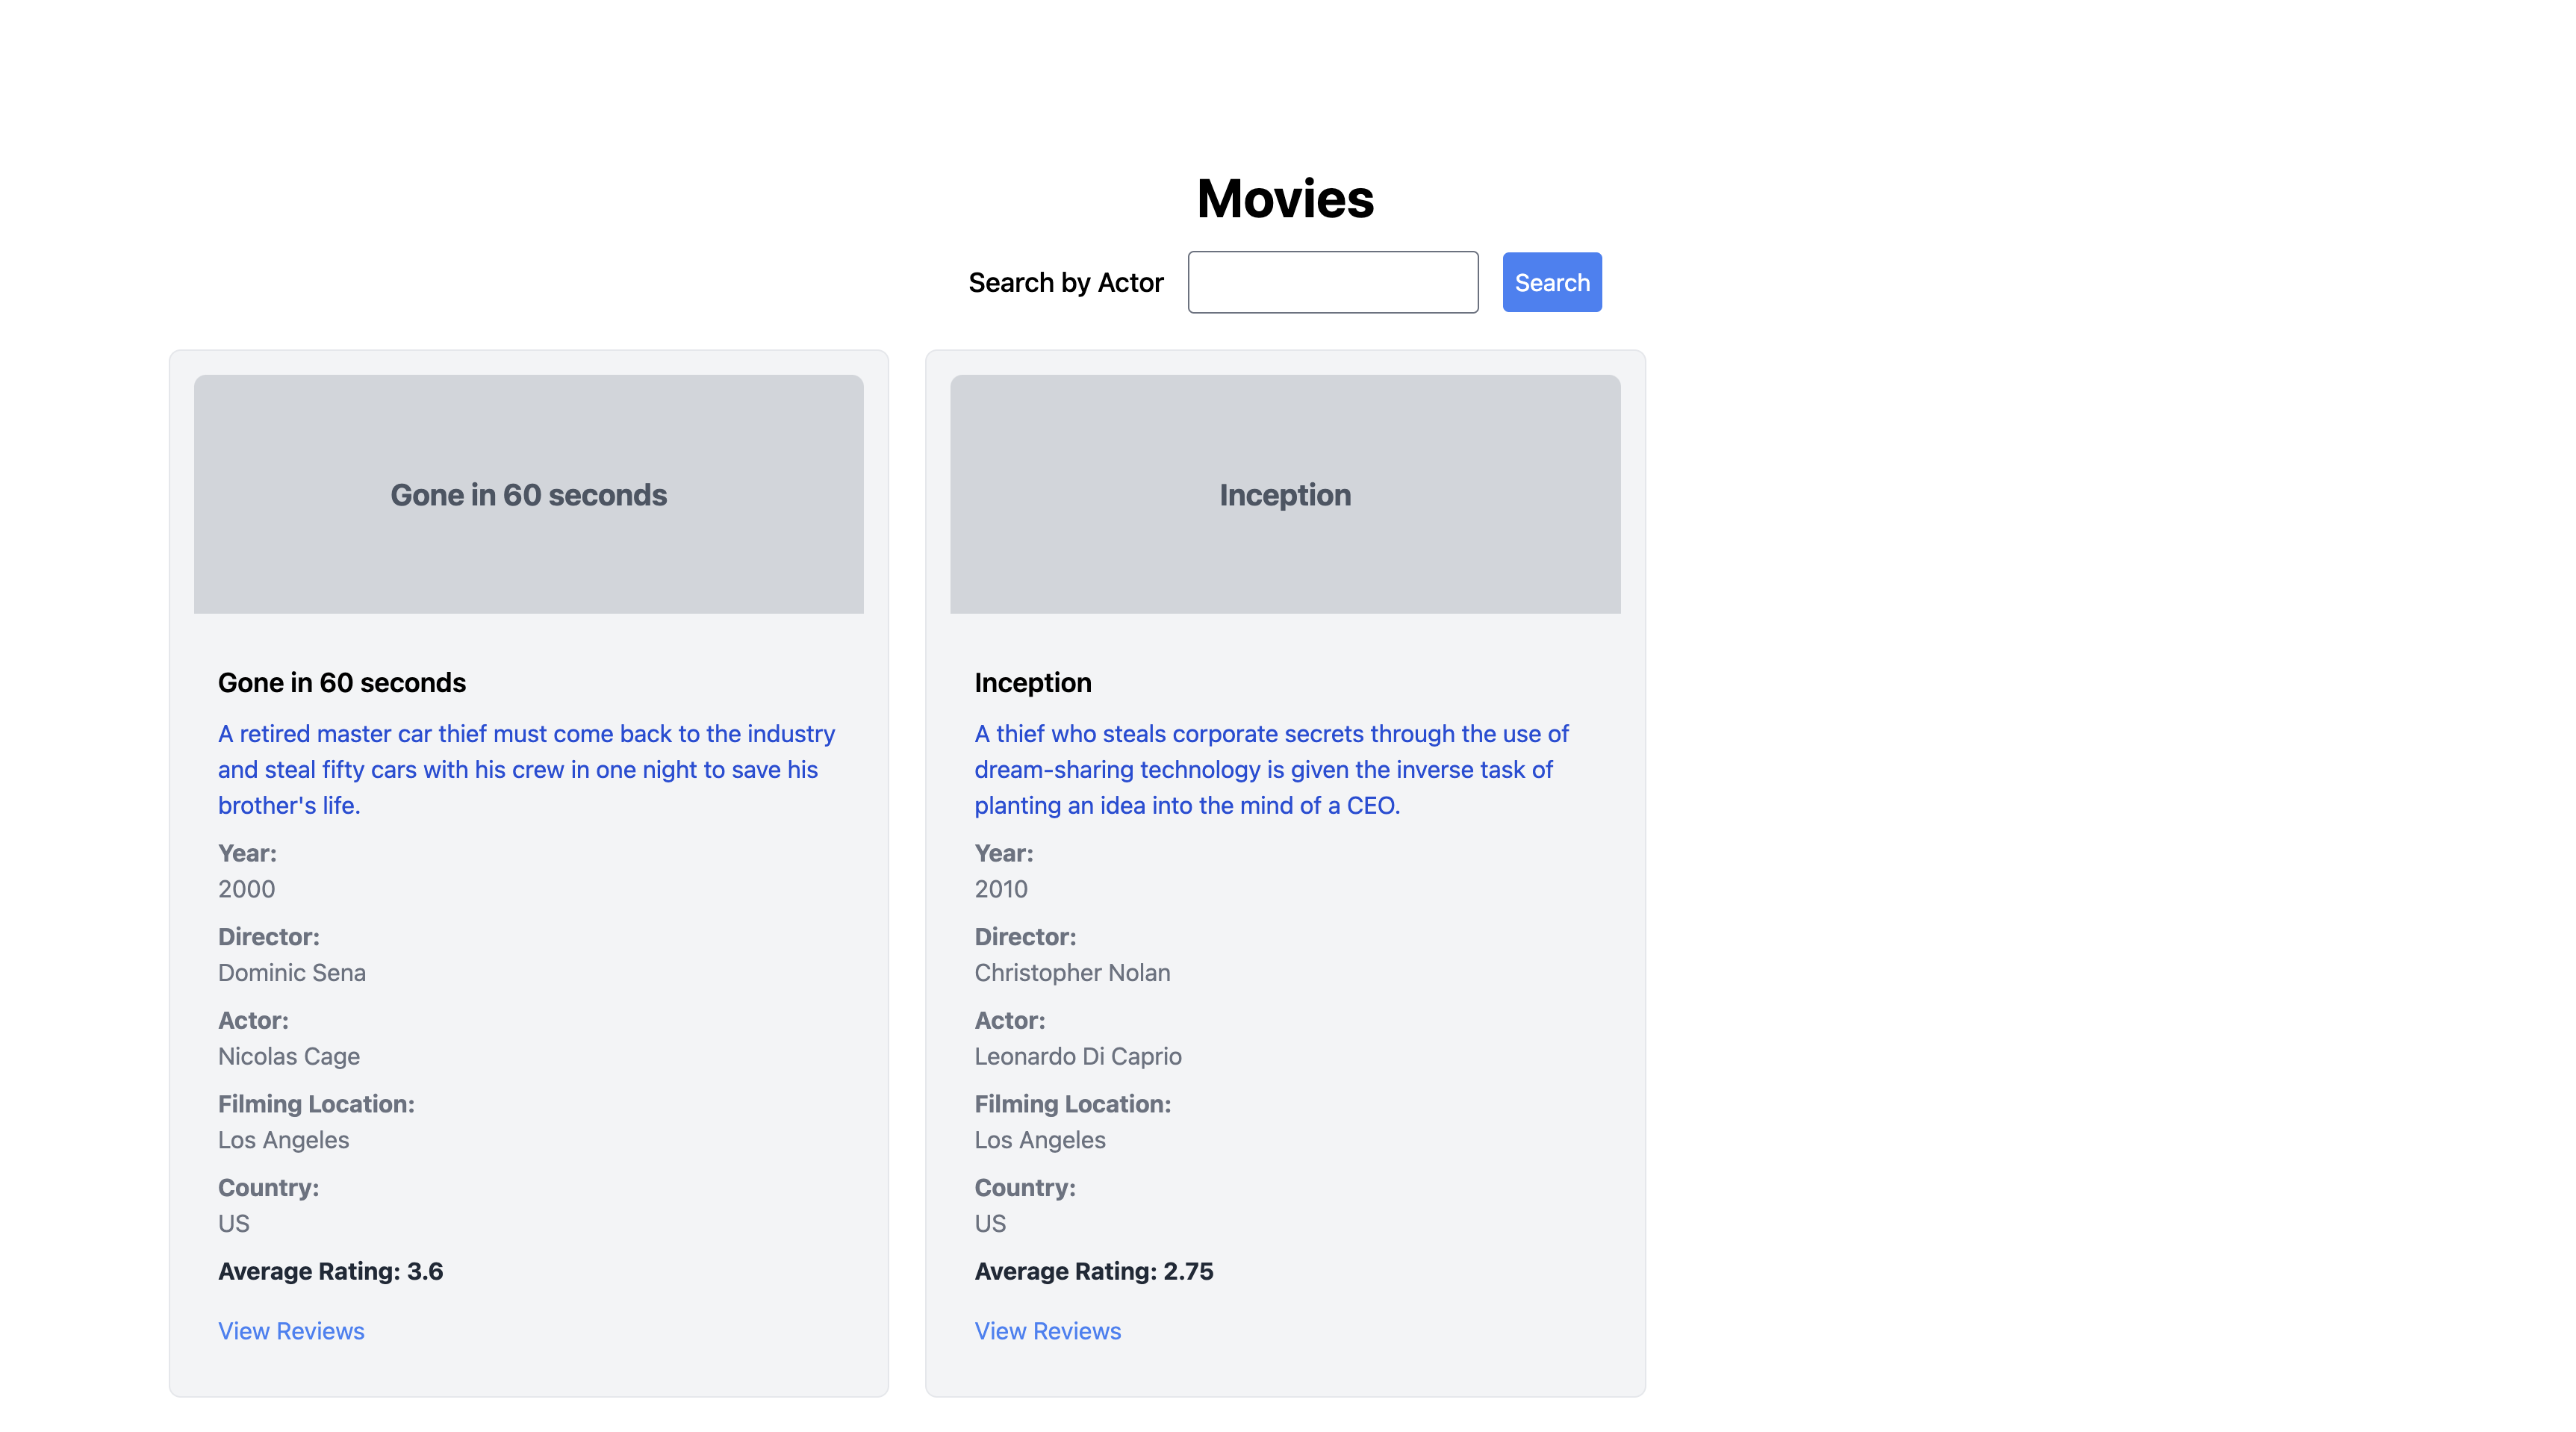 Movies
Search by Actor
Search
Gone in 60 seconds
Gone in 60 seconds
A retired master car thief must come back to the industry
and steal fifty cars with his crew in one night to save his
brother's life.
Year:
2000
Director:
Dominic Sena
Actor:
Nicolas Cage
Filming Location:
Los Angeles
Country:
US
Average Rating: 3.6
View Reviews
Inception
Inception
A thief who steals corporate secrets through the use of
dream-sharing technology is given the inverse task of
planting an idea into the mind of a CEO.
Year:
2010
Director:
Christopher Nolan
Actor:
Leonardo Di Caprio
Filming Location:
Los Angeles
Country:
US
Average Rating: 2.75
View Reviews